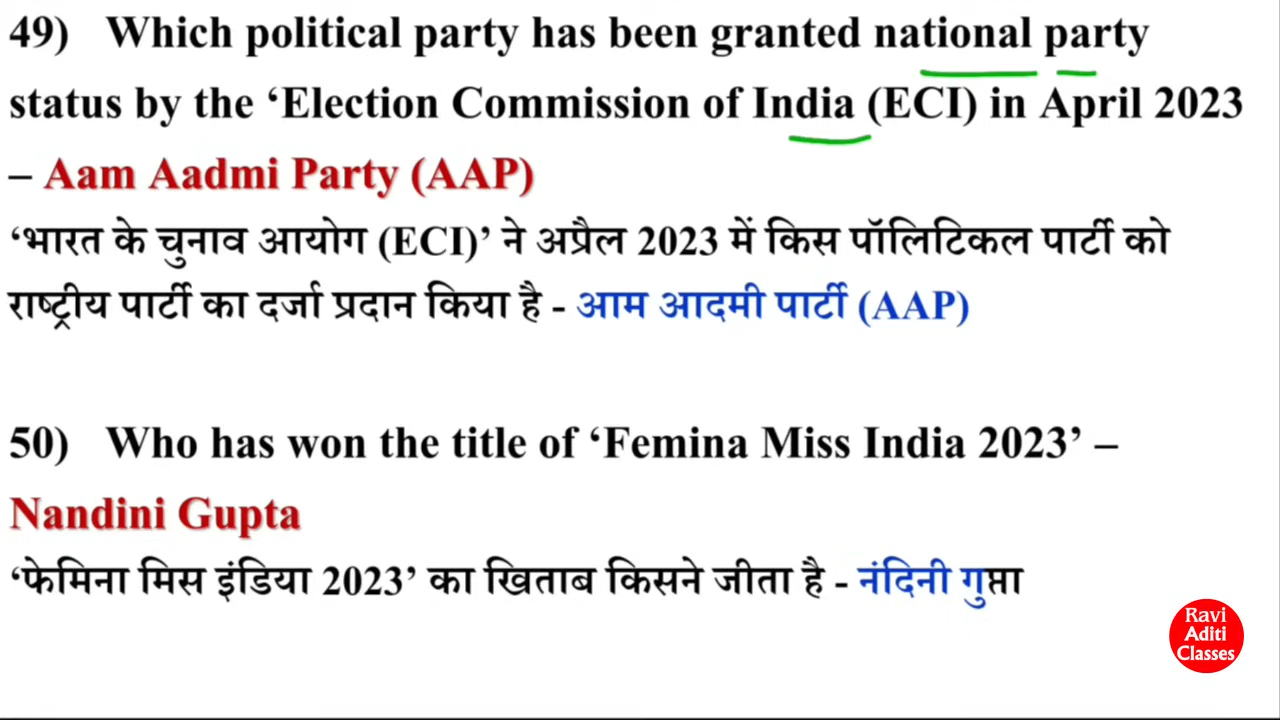 49) Which political party has been granted national party
status by the ‘Election Commission of India (ECI) in April 2023
– Aam Aadmi Party (AAP)
‘भारत के चुनाव आयोग (ECI)’ ने अप्रैल 2023 में किस पॉलिटिकल पार्टी को
राष्ट्रीय पार्टी का दर्जा प्रदान किया है - आम आदमी पार्टी (AAP)
50) Who has won the title of ‘Femina Miss India 2023’ –
Nandini Gupta
‘फेमिना मिस इंडिया 2023’ का खिताब किसने जीता है - नंदिनी गुप्ता
Ravi
Aditi
Classes